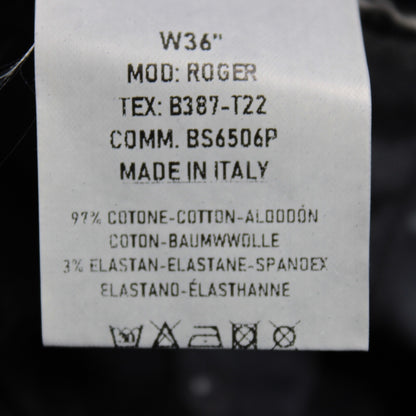 W36"
MOD: ROGER
TEX: B387-T22
COMM. BS6506P
MADE IN ITALY
97% COTONE-COTTON-ALGODÓN
COTON-BAUMWWOLLE
3% ELASTAN-ELASTANE-SPANDEX
ELASTANO-ÉLASTHANNE